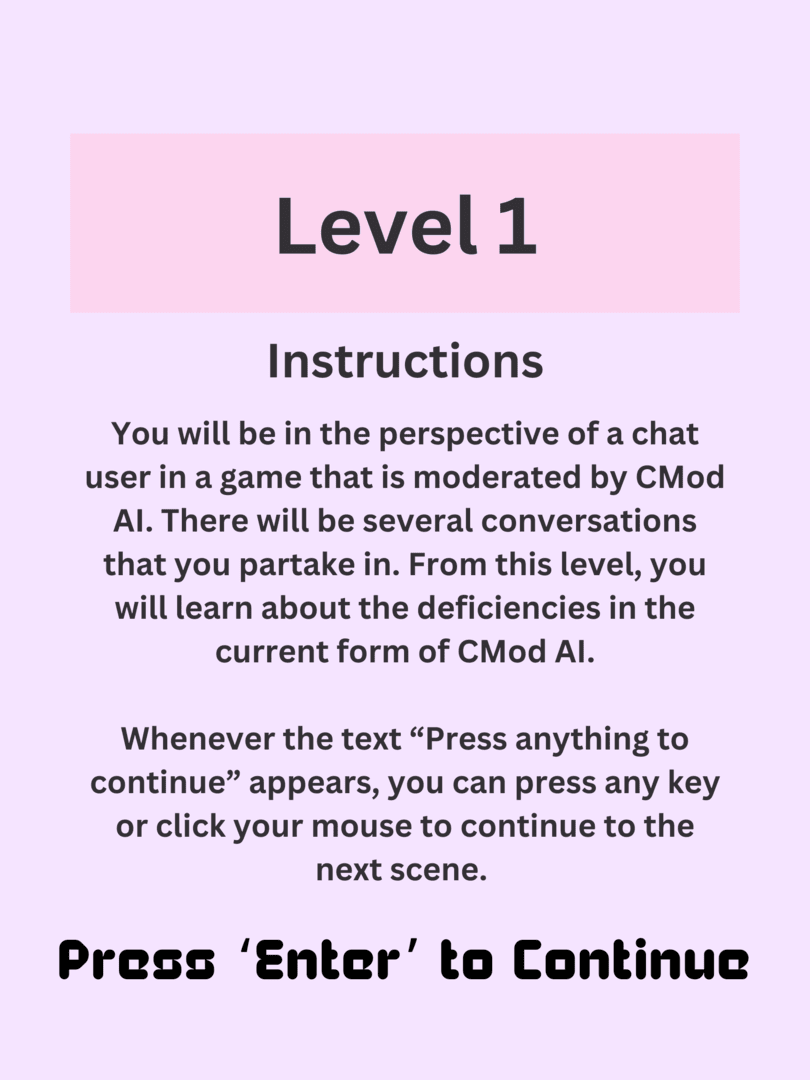 Level 1
Instructions
You will be in the perspective of a chat
user in a game that is moderated by CMod
AI. There will be several conversations
that you partake in. From this level, you
will learn about the deficiencies in the
current form of CMod AI.
Whenever the text “Press anything to
continue” appears, you can press any key
or click your mouse to continue to the
next scene.
Press ‘Enter’ to Continue